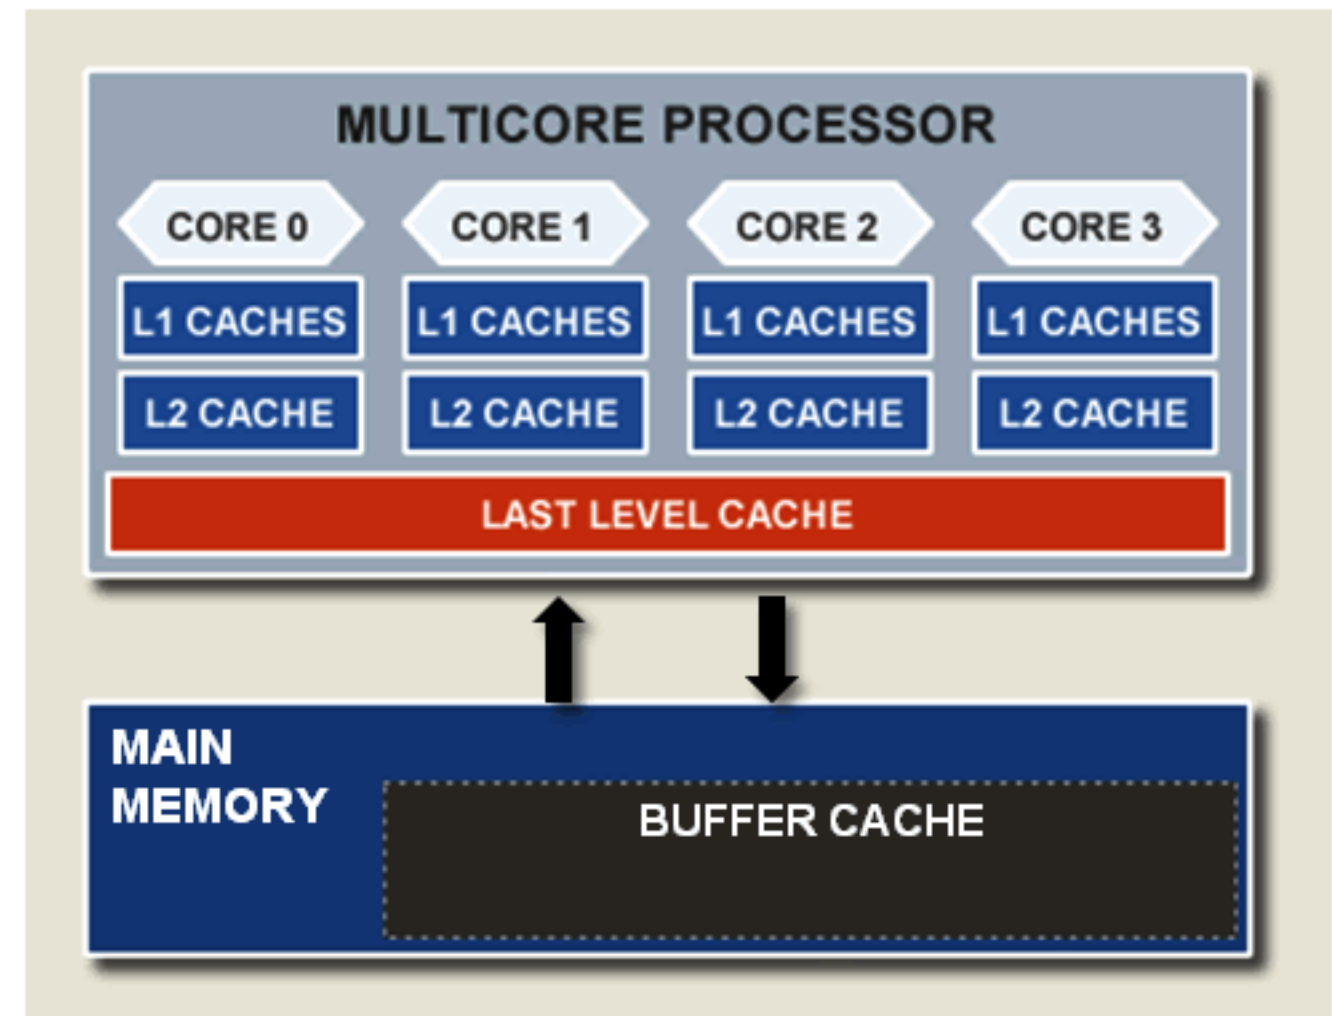 MULTICORE PROCESSOR
CORE 0 CORE 1 CORE 2 CORE 3
L1 CACHES L1 CACHES L1 CACHES L1 CACHES
L2 CACHE L2 CACHE L2 CACHE L2 CACHE
LAST LEVEL CACHE
MAIN
MEMORY
BUFFER CACHE